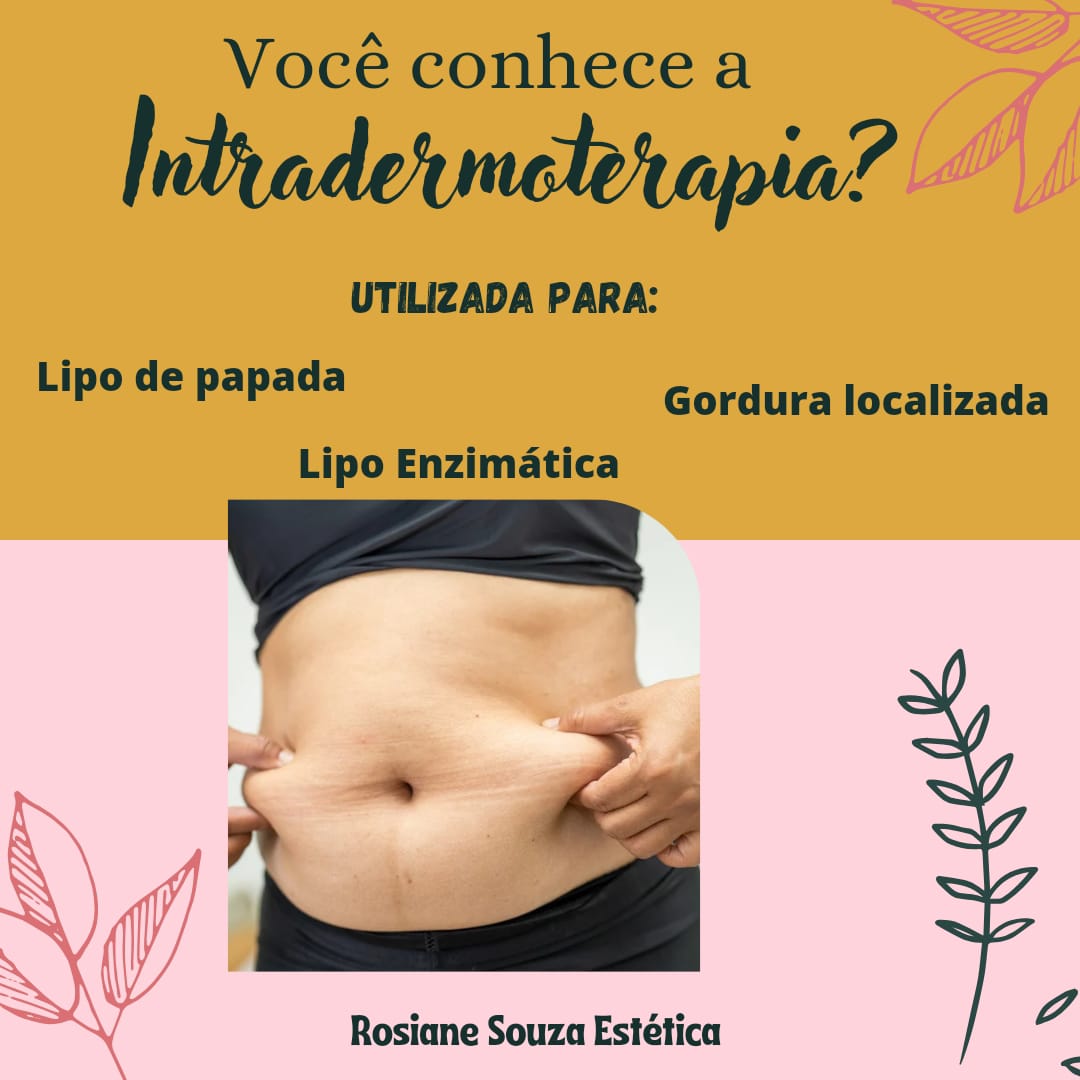 Você conhece a
Intradermoterapia?
UTILIZADA PARA:
Lipo de papada
Gordura localizada
Lipo Enzimática
Rosiane Souza Estética